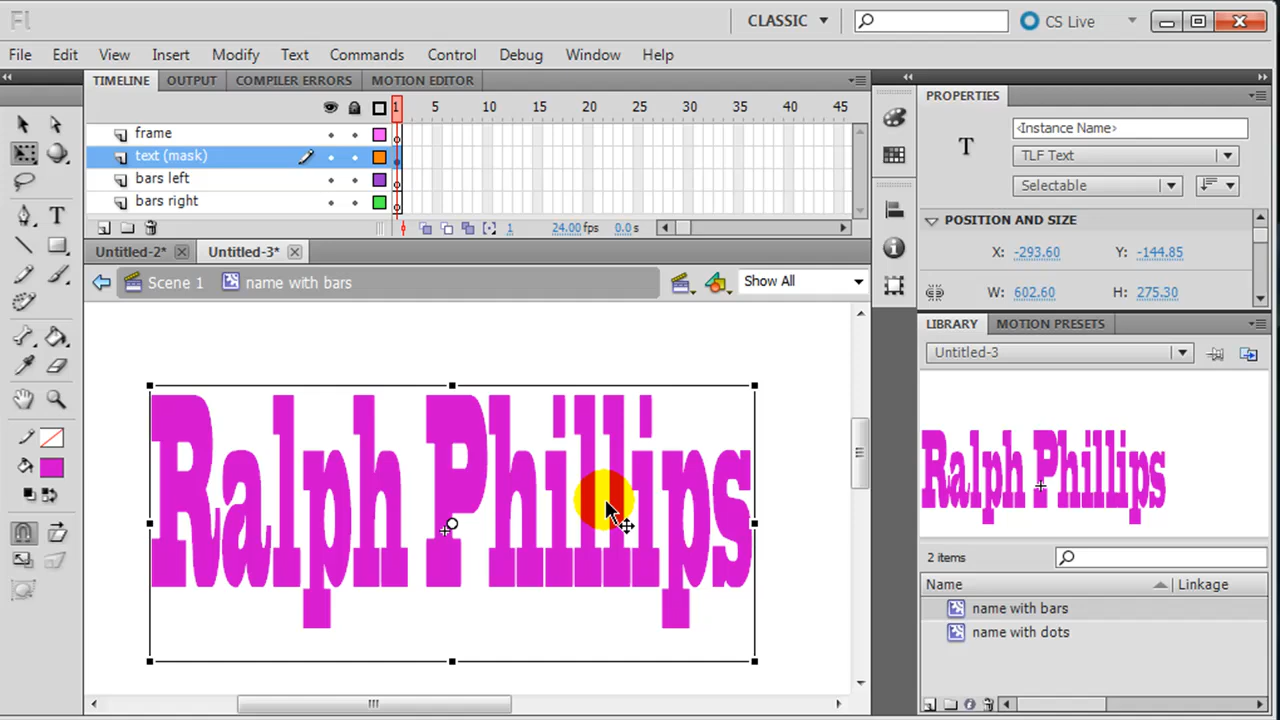 Fl CLASSIC CS Live
File Edit View Insert Modify Text Commands Control Debug Window Help
TIMELINE OUTPUT COMPILER ERRORS MOTION EDITOR
1 5 10 15 20 25 30 35 40 45
frame
text (mask)
bars left
bars right
1 24.00fps 0.0s
Untitled-2* Untitled-3*
Scene 1 name with bars Show All
Ralph Phillips
PROPERTIES
T <Instance Name>
TLF Text
Selectable
POSITION AND SIZE
X: -293.60 Y: -144.85
W: 602.60 H: 275.30
LIBRARY MOTION PRESETS
Untitled-3
Ralph Phillips
2 items
Name Linkage
name with bars
name with dots